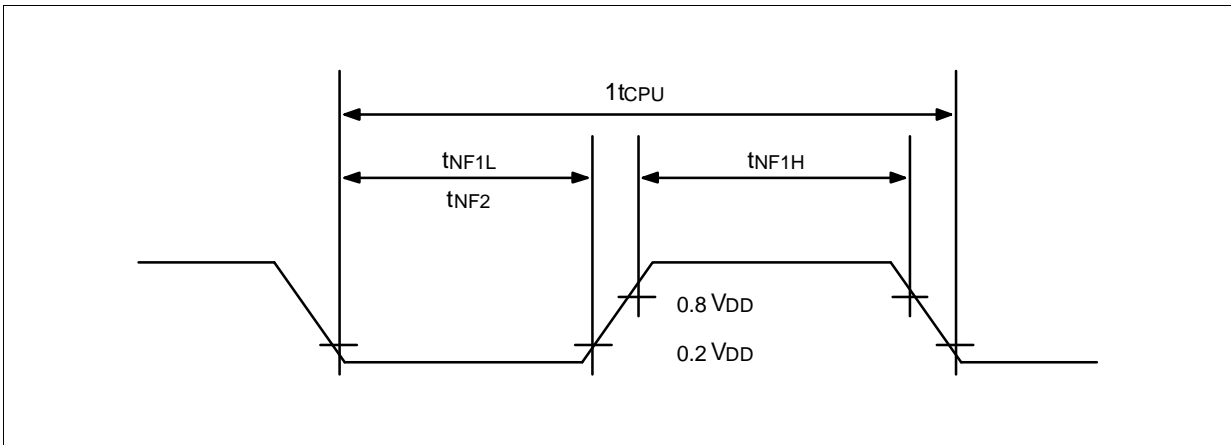 1tCPU
tNF1L
tNF1H
tNF2
0.8 VDD
0.2 VDD